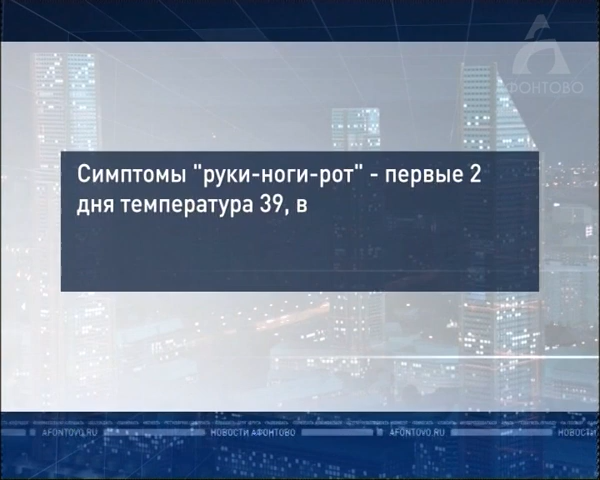 АФОНТОВО
Симптомы "руки-ноги-рот" - первые 2
дня температура 39, в
AFONTOVO.RU НОВОСТИ АФОНТОВО AFONTOVO.RU НОВОСТИ